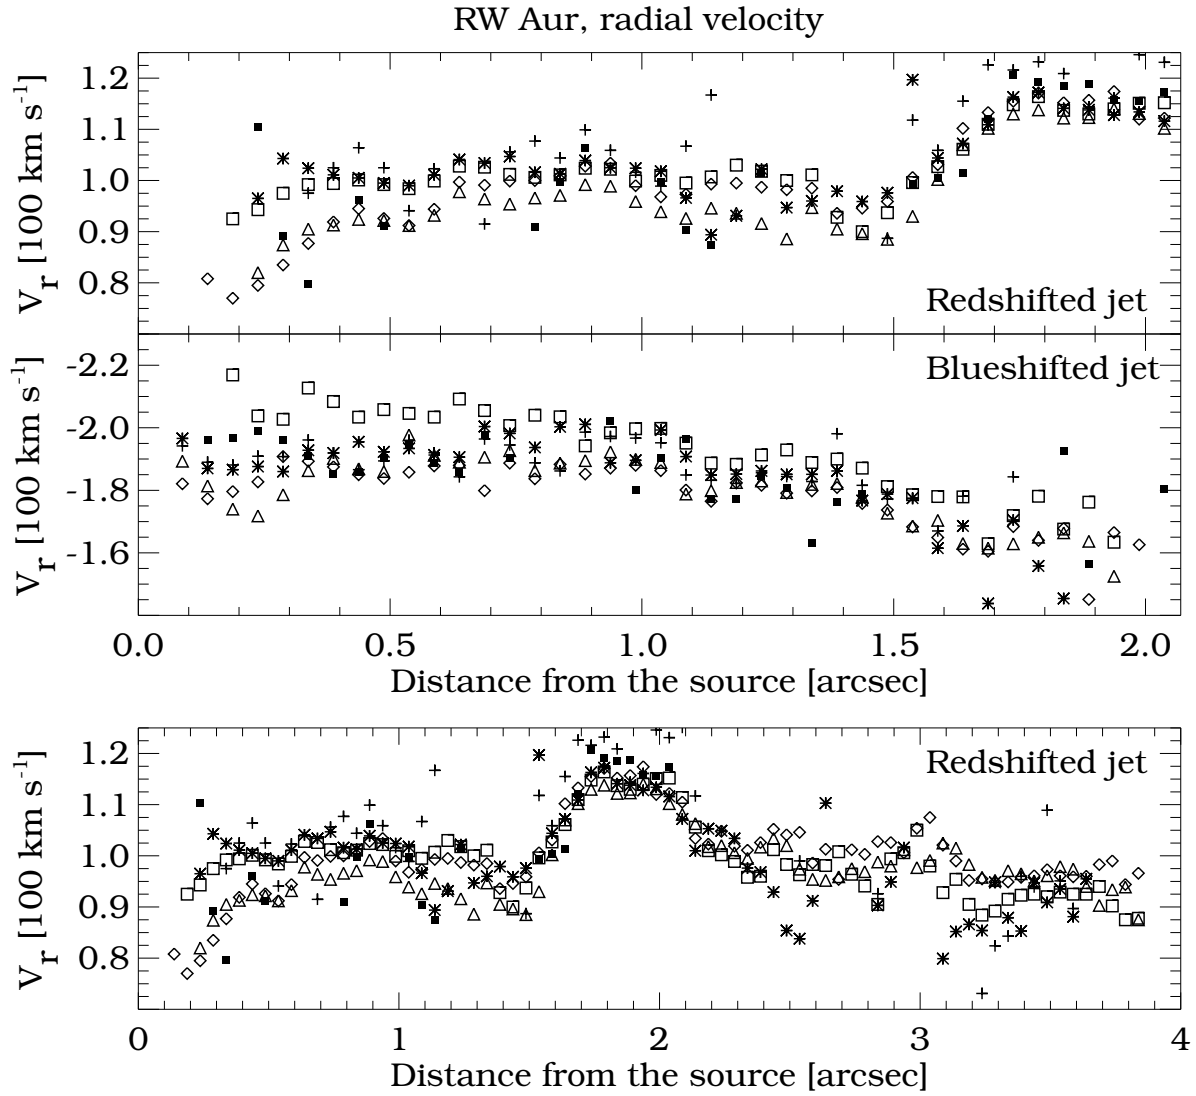 RW Aur, radial velocity
1.2
1.1
1.0
0.9
0.8
Vr [100 km s-1]
Redshifted jet
-2.2
-2.0
-1.8
-1.6
Vr [100 km s-1]
Blueshifted jet
0.0 0.5 1.0 1.5 2.0
Distance from the source [arcsec]
1.2
1.1
1.0
0.9
0.8
Vr [100 km s-1]
Redshifted jet
0 1 2 3 4
Distance from the source [arcsec]